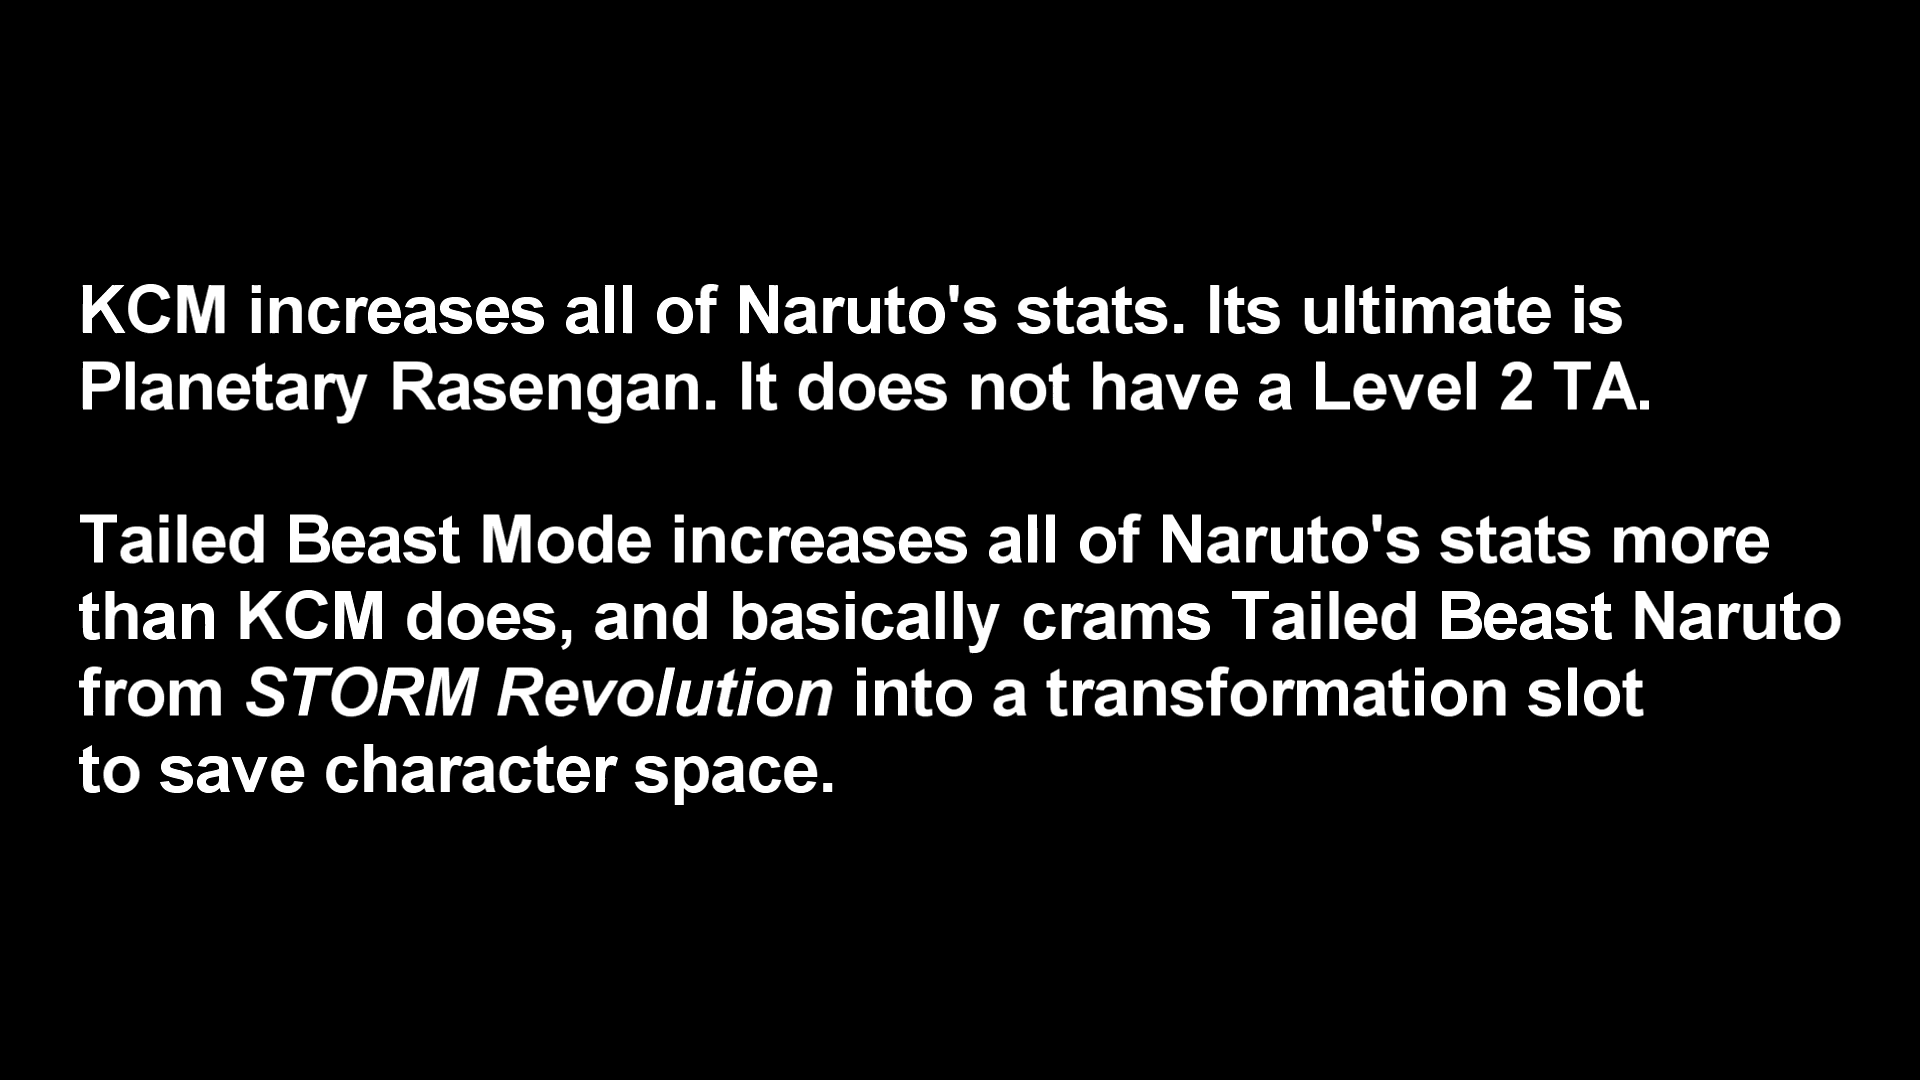 KCM increases all of Naruto's stats. Its ultimate is
Planetary Rasengan. It does not have a Level 2 TA.
Tailed Beast Mode increases all of Naruto's stats more
than KCM does, and basically crams Tailed Beast Naruto
from STORM Revolution into a transformation slot
to save character space.